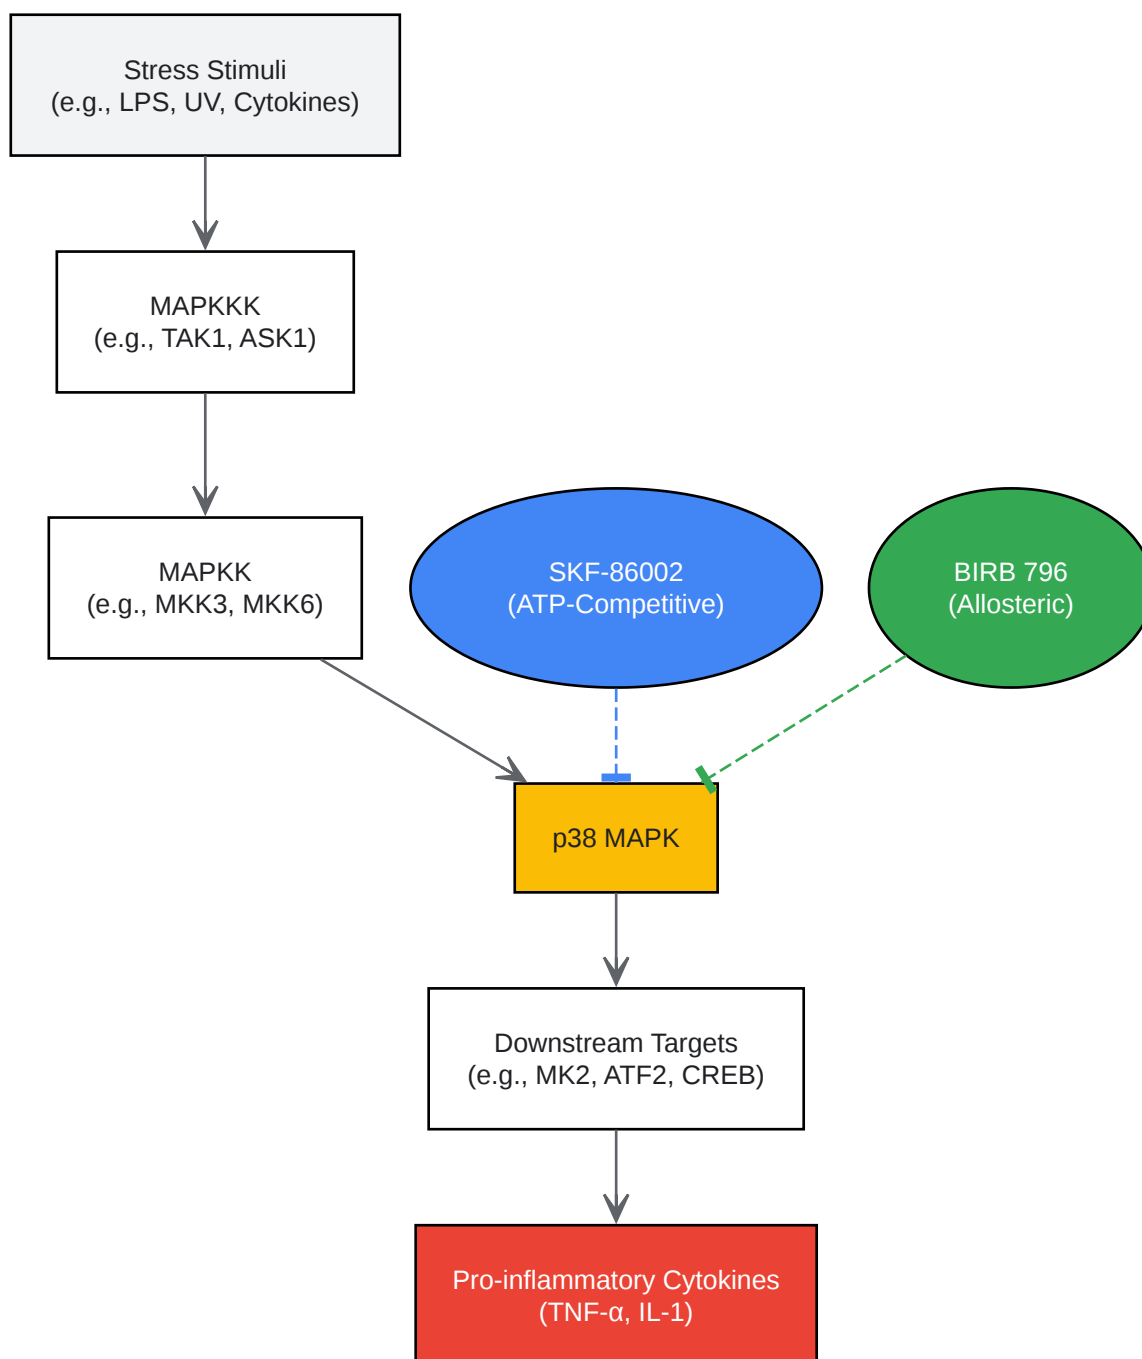 Stress Stimuli
(e.g., LPS, UV, Cytokines)
MAPKKK
(e.g., TAK1, ASK1)
MAPKK
(e.g., MKK3, MKK6)
SKF-86002
(ATP-Competitive)
BIRB 796
(Allosteric)
p38 MAPK
Downstream Targets
(e.g., MK2, ATF2, CREB)
Pro-inflammatory Cytokines
(TNF-α, IL-1)